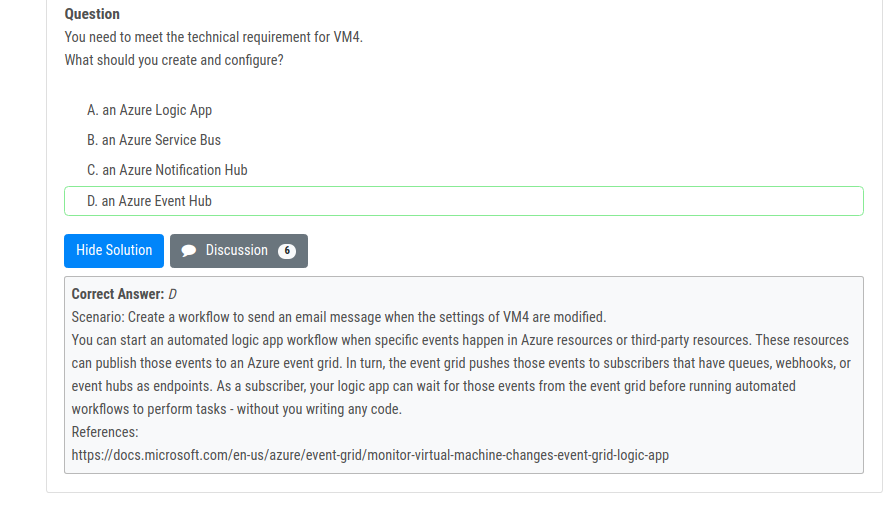 Question
You need to meet the technical requirement for VM4.
What should you create and configure?
A. an Azure Logic App
B. an Azure Service Bus
C. an Azure Notification Hub
D. an Azure Event Hub
Hide Solution
Discussion 6
Correct Answer: D
Scenario: Create a workflow to send an email message when the settings of VM4 are modified.
You can start an automated logic app workflow when specific events happen in Azure resources or third-party resources. These resources
can publish those events to an Azure event grid. In turn, the event grid pushes those events to subscribers that have queues, webhooks, or
event hubs as endpoints. As a subscriber, your logic app can wait for those events from the event grid before running automated
workflows to perform tasks - without you writing any code.
References:
https://docs.microsoft.com/en-us/azure/event-grid/monitor-virtual-machine-changes-event-grid-logic-app